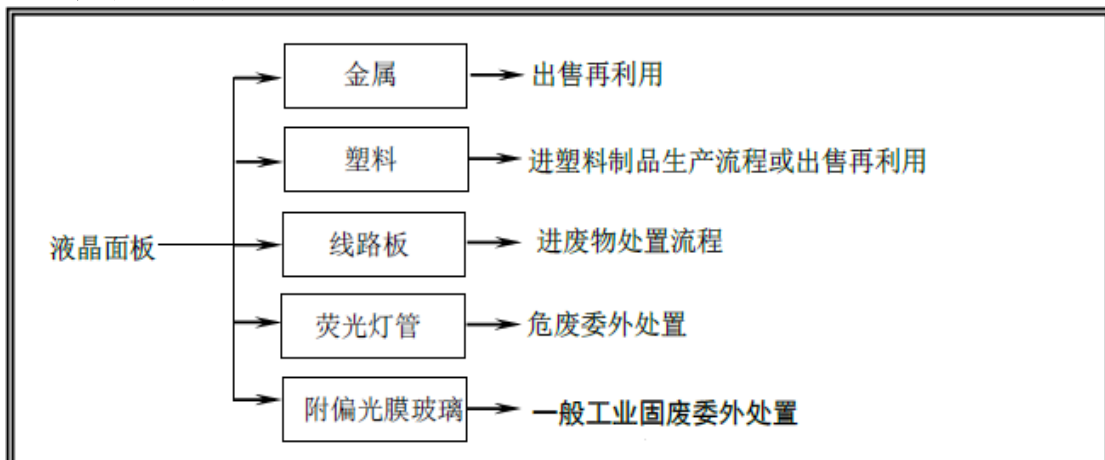 金属
出售再利用
塑料
进塑料制品生产流程或出售再利用
液晶面板
线路板
进废物处置流程
荧光灯管
危废委外处置
附偏光膜玻璃
一般工业固废委外处置